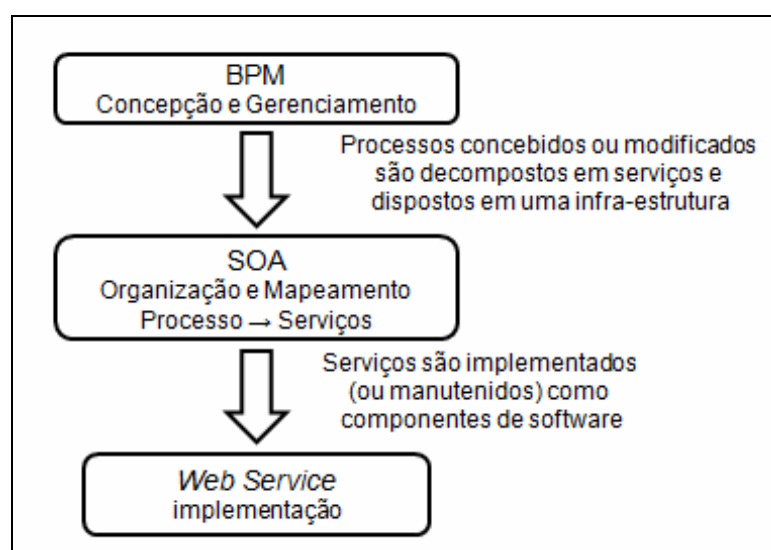 BPM
Concepção e Gerenciamento
Processos concebidos ou modificados
são decompostos em serviços e
dispostos em uma infra-estrutura
SOA
Organização e Mapeamento
Processo → Serviços
Serviços são implementados
(ou manutenidos) como
componentes de software
Web Service
implementação